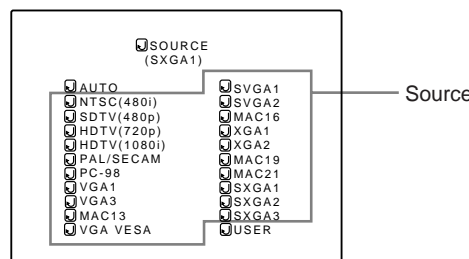 SOURCE
(SXGA1)
AUTO
NTSC(480i)
SDTV(480p)
HDTV(720p)
HDTV(1080i)
PAL/SECAM
PC-98
VGA1
VGA3
MAC13
VGA VESA
SVGA1
SVGA2
MAC16
XGA1
XGA2
MAC19
MAC21
SXGA1
SXGA2
SXGA3
USER
Source